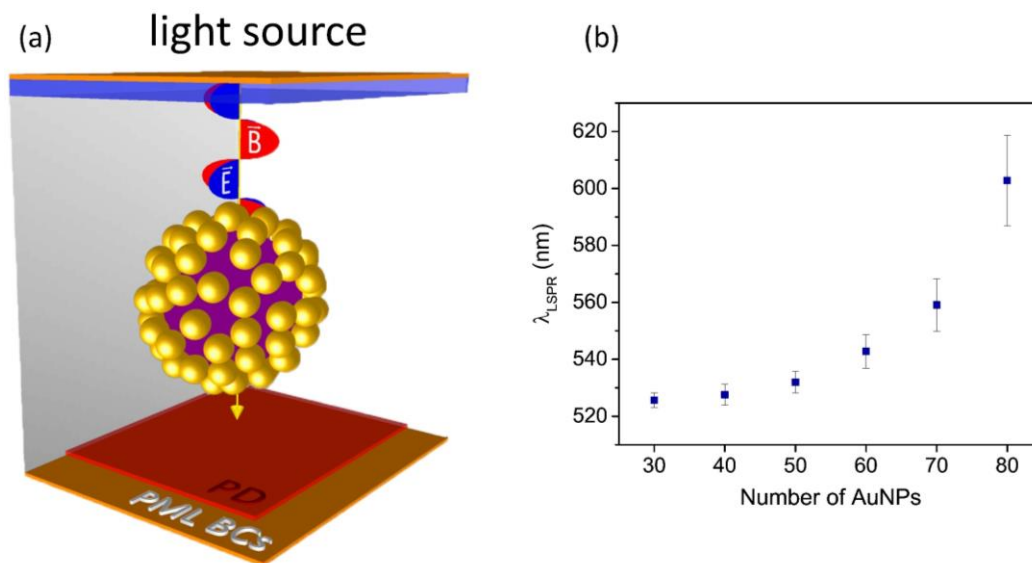 (a)
light source
B
E
PD
PML BCs
(b)
λLSPR (nm)
620
600
580
560
540
520
30 40 50 60 70 80
Number of AuNPs